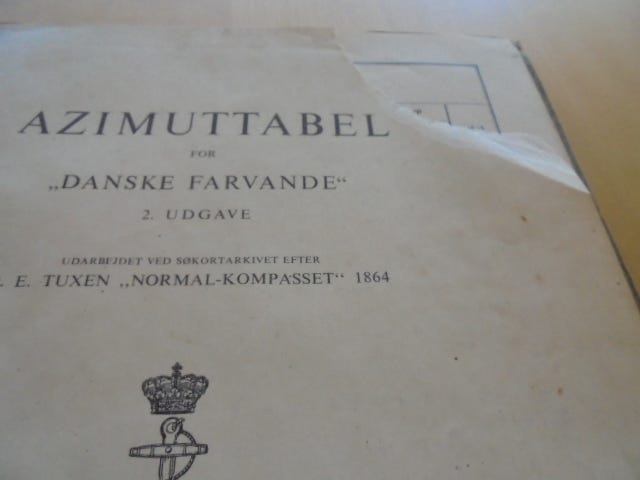 AZIMUTTABEL
FOR
„DANSKE FARVANDE“
2. UDGAVE
UDARBEJDET VED SØKORTARKIVET EFTER
. E. TUXEN „NORMAL-KOMPASSET“ 1864